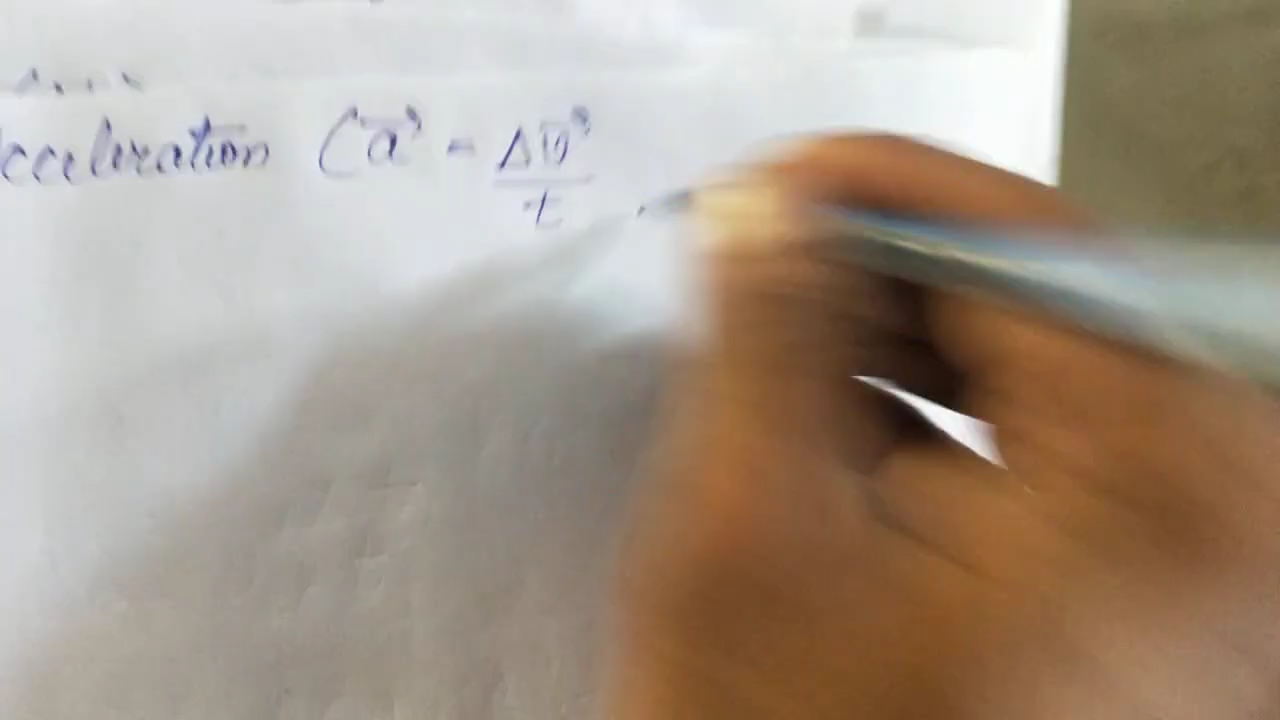 cceleration (a⃗ = Δv⃗ / t